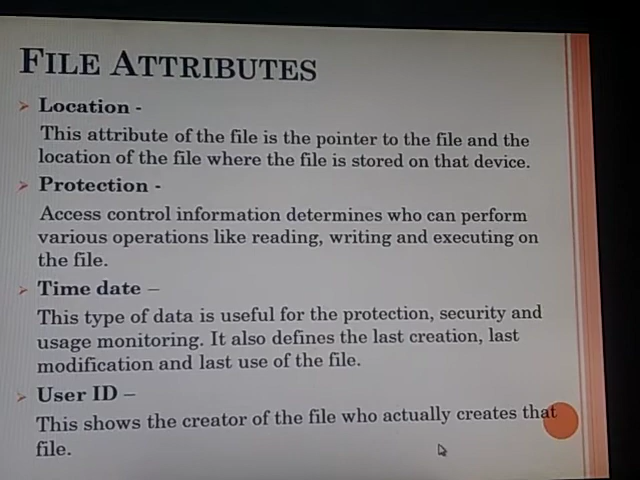 FILE ATTRIBUTES
➢ Location -
This attribute of the file is the pointer to the file and the
location of the file where the file is stored on that device.
➢ Protection -
Access control information determines who can perform
various operations like reading, writing and executing on
the file.
➢ Time date –
This type of data is useful for the protection, security and
usage monitoring. It also defines the last creation, last
modification and last use of the file.
➢ User ID –
This shows the creator of the file who actually creates that
file.